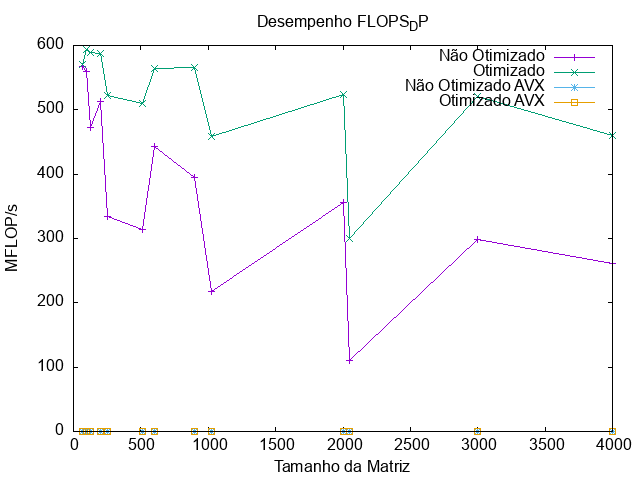 Desempenho FLOPS_DP
Não Otimizado
Otimizado
Não Otimizado AVX
Otimizado AVX
600
500
400
300
200
100
0
MFLOP/s
0 500 1000 1500 2000 2500 3000 3500 4000
Tamanho da Matriz